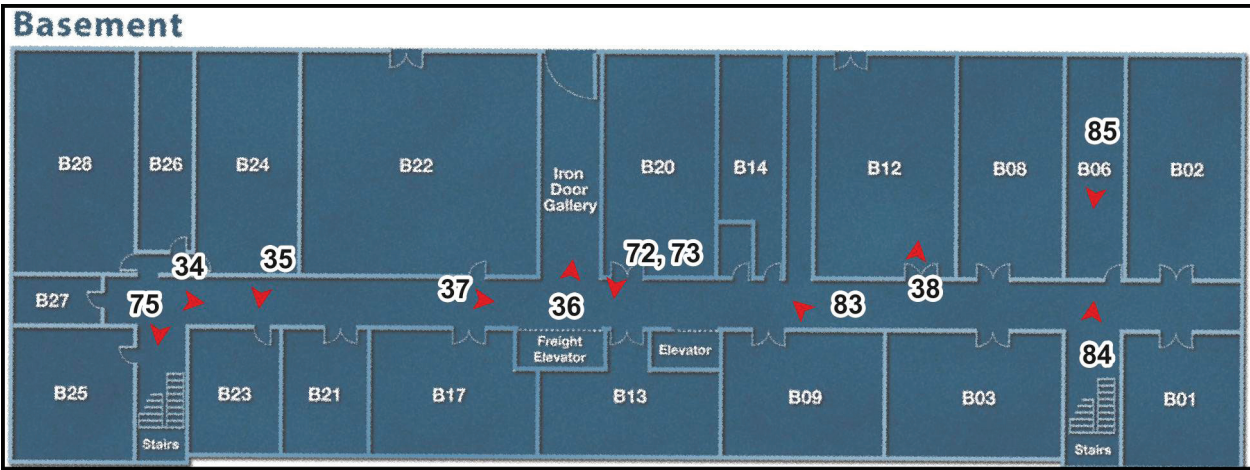 Basement
85
B28
B26
B24
B22
Iron
Door
Gallery
B20
B14
B12
B08
B06
B02
72, 73
34
35
B27
75
37
36
83
38
Freight
Elevator
Elevator
84
B25
B23
B21
B17
B13
B09
B03
B01
Stairs
Stairs